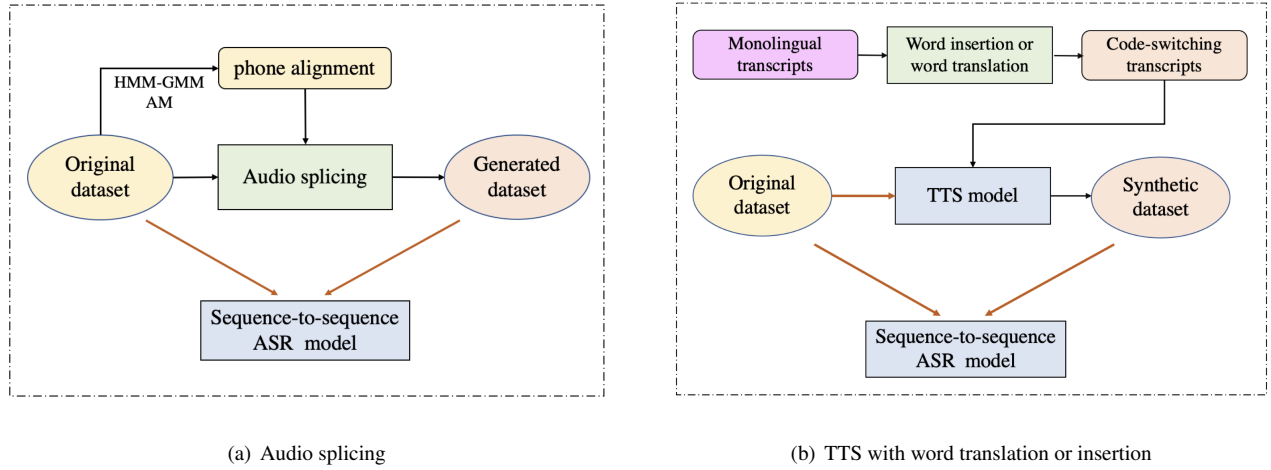 phone alignment
HMM-GMM
AM
Original
dataset
Audio splicing
Generated
dataset
Sequence-to-sequence
ASR model
(a) Audio splicing
Monolingual
transcripts
Word insertion or
word translation
Code-switching
transcripts
Original
dataset
TTS model
Synthetic
dataset
Sequence-to-sequence
ASR model
(b) TTS with word translation or insertion